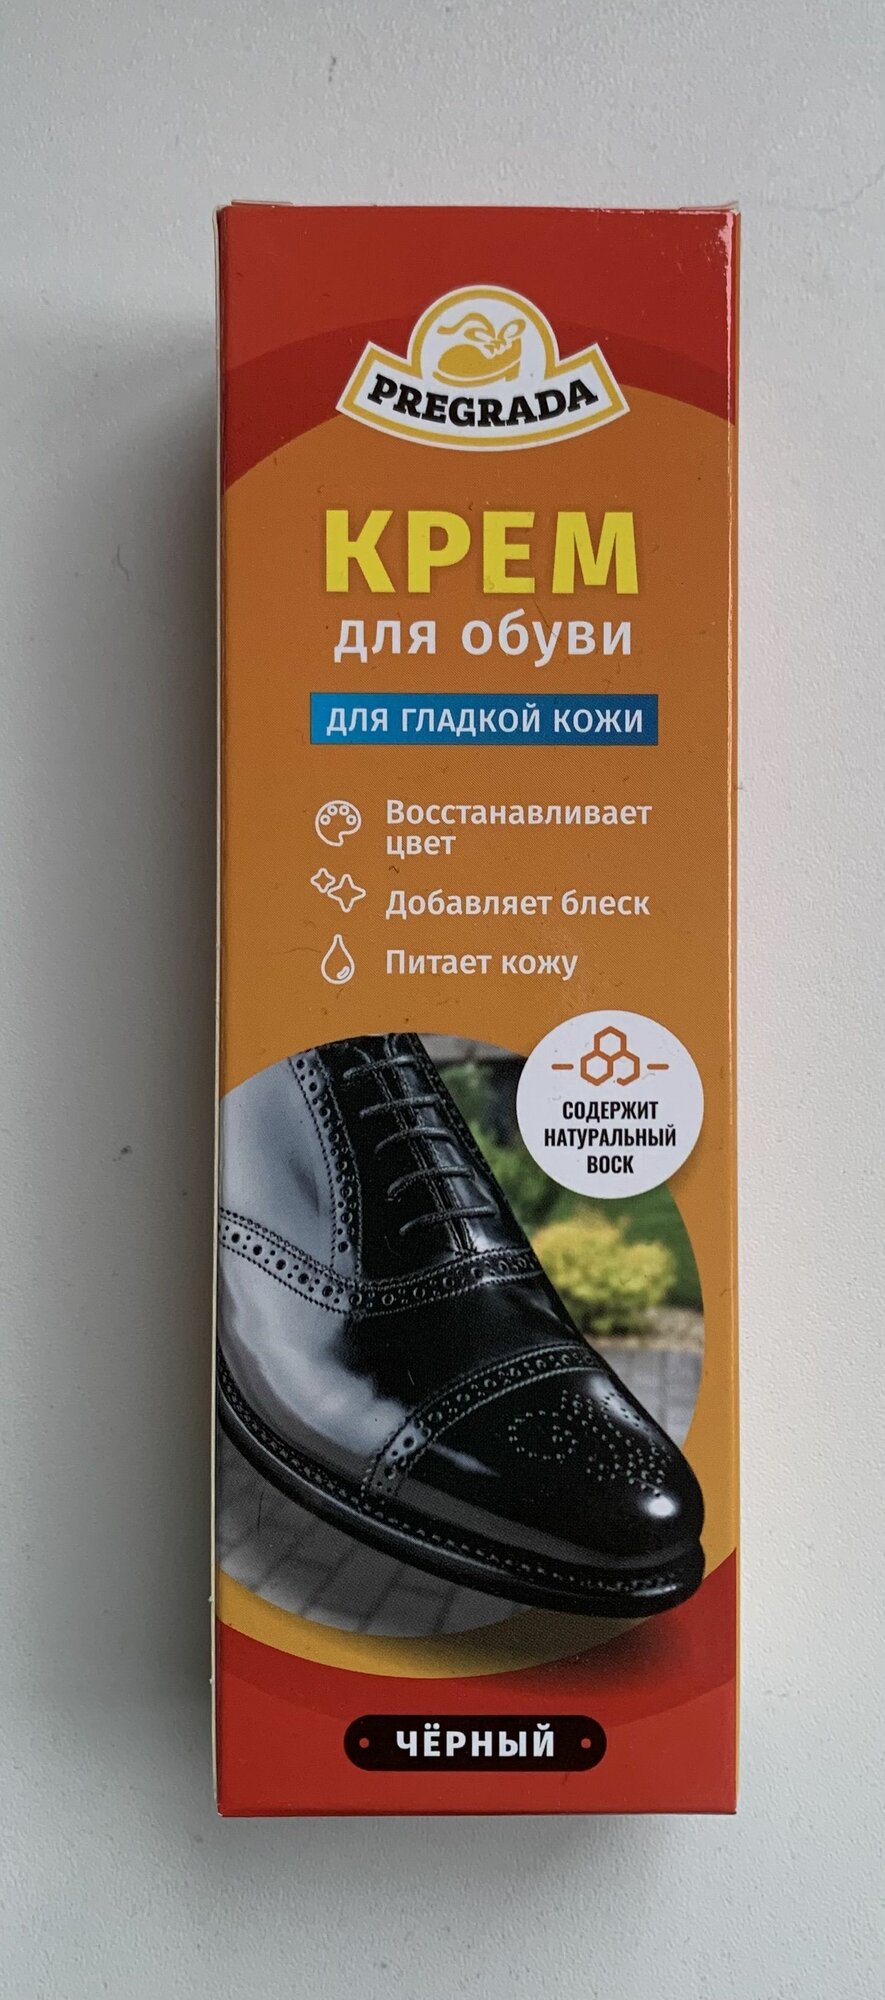 PREGRADA
КРЕМ
для обуви
ДЛЯ ГЛАДКОЙ КОЖИ
Восстанавливает
цвет
Добавляет блеск
Питает кожу
СОДЕРЖИТ
НАТУРАЛЬНЫЙ
ВОСК
ЧЁРНЫЙ